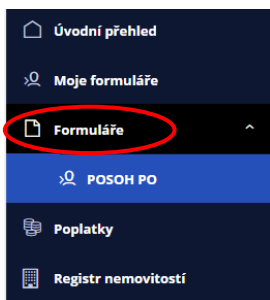 Úvodní přehled
Moje formuláře
Formuláře
POSOH PO
Poplatky
Registr nemovitostí